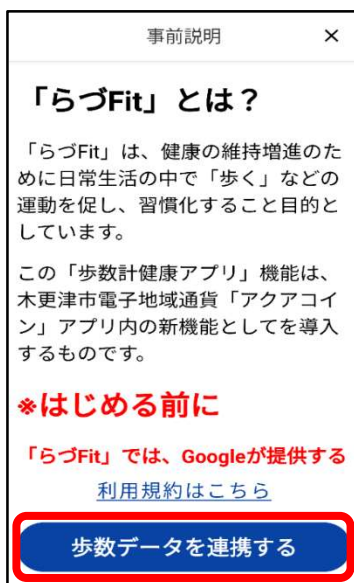 事前説明 ×
「らづFit」とは？
「らづFit」は、健康の維持増進のた
めに日常生活の中で「歩く」などの
運動を促し、習慣化すること目的と
しています。
この「歩数計健康アプリ」機能は、
木更津市電子地域通貨「アクアコイ
ン」アプリ内の新機能としてを導入
するものです。
※はじめる前に
「らづFit」では、Googleが提供する
利用規約はこちら
歩数データを連携する